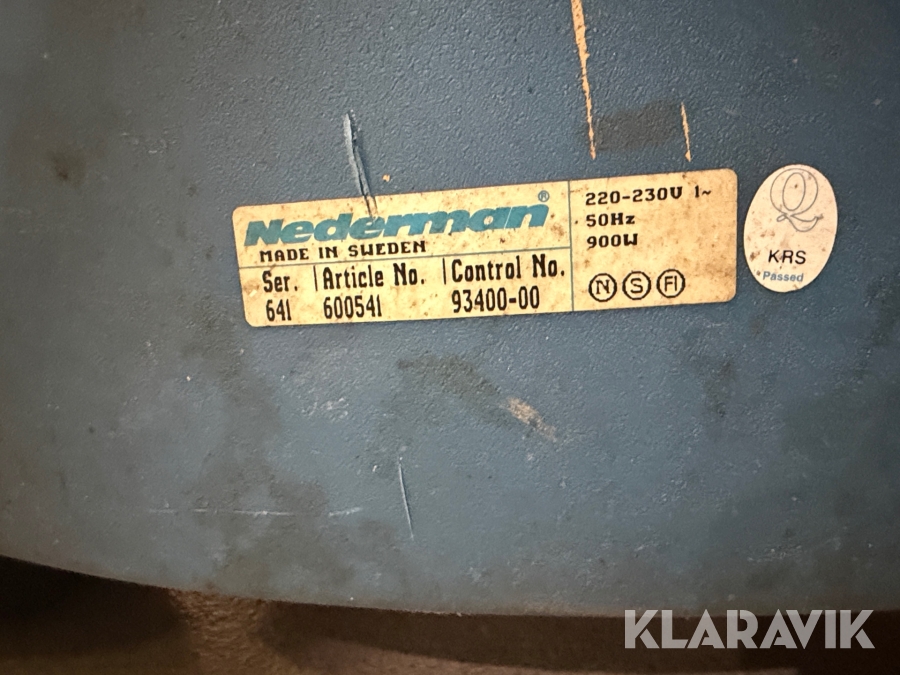 Nederman®
MADE IN SWEDEN
Ser. Article No. Control No.
641 600541 93400-00
220-230V 1~
50Hz
900W
N S FI
Q
KRS
Passed
KLARAVIK